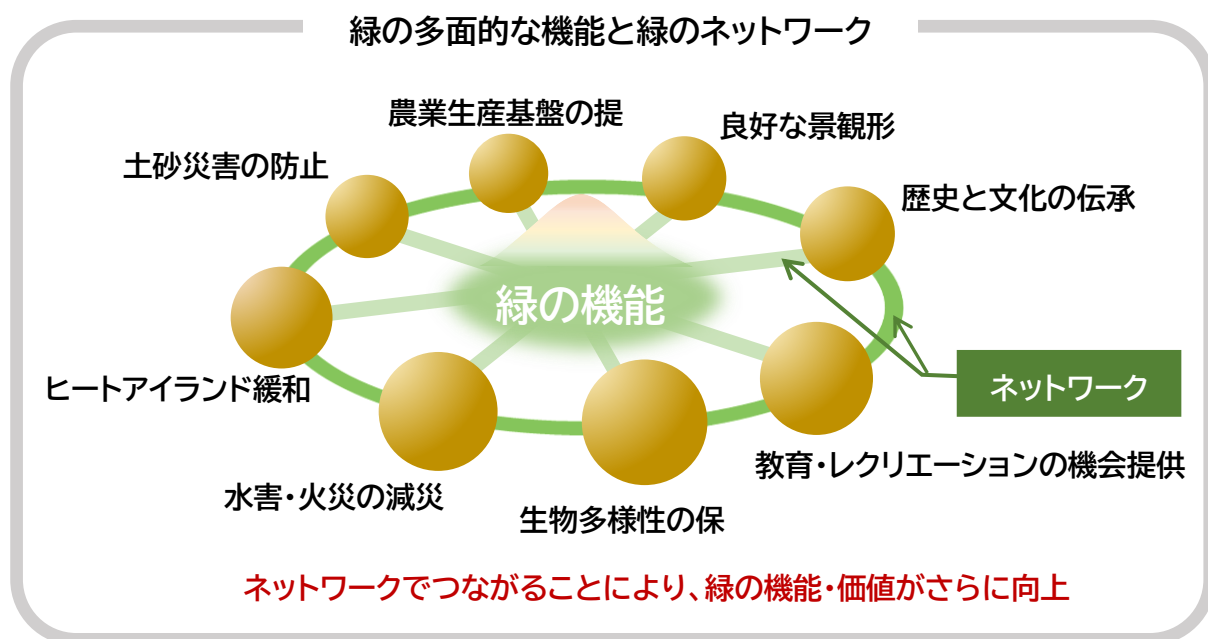 緑の多面的な機能と緑のネットワーク
農業生産基盤の提
良好な景観形
土砂災害の防止
歴史と文化の伝承
緑の機能
ヒートアイランド緩和
ネットワーク
水害・火災の減災
生物多様性の保
教育・レクリエーションの機会提供
ネットワークでつながることにより、緑の機能・価値がさらに向上